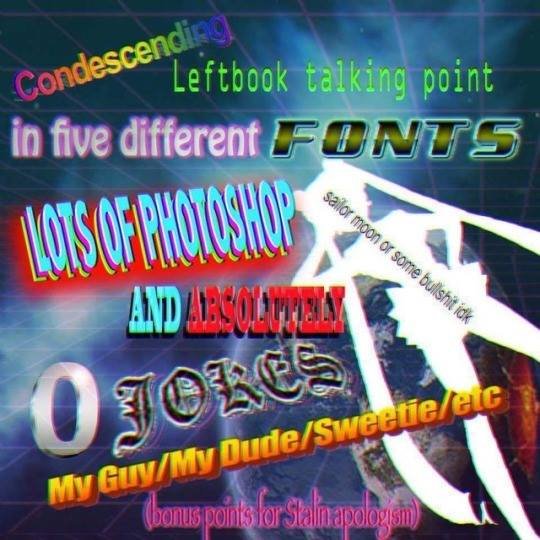 Condescending
Leftbook talking point
in five different FONTS
LOTS OF PHOTOSHOP
sailor moon or some bullshit idk
AND ABSOLUTELY
0 JOKES
My Guy/My Dude/Sweetie/etc
(bonus points for Stalin apologism)